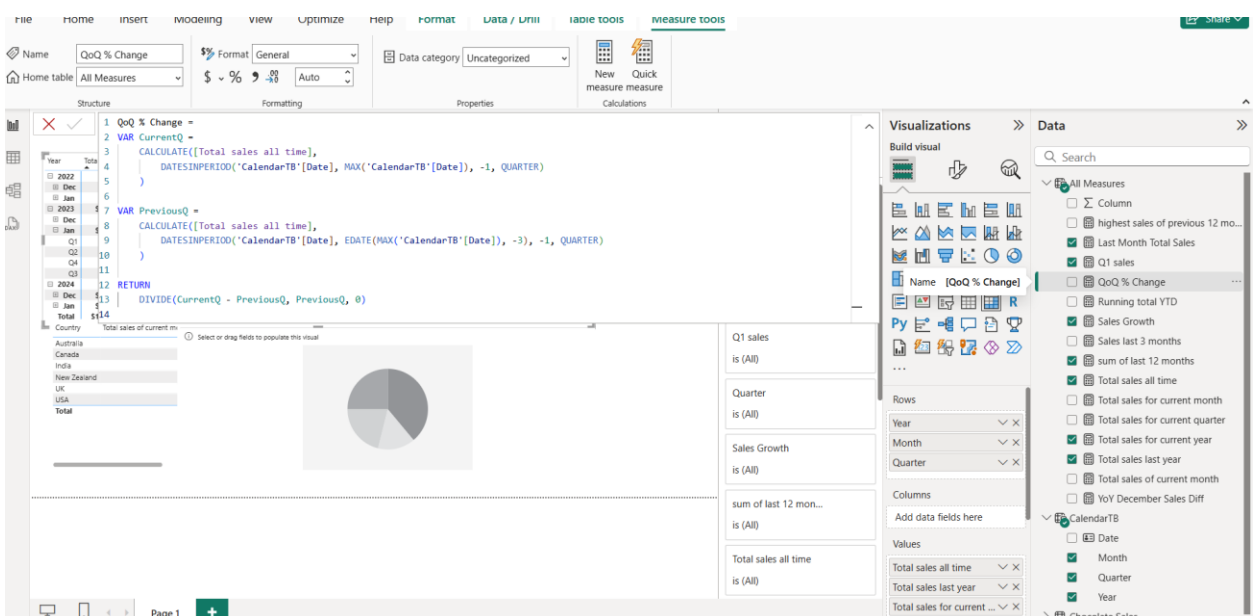 File Home Insert Modeling View Optimize Help Format Data / Drill Table tools Measure tools Share
Name QoQ % Change
Home table All Measures
Structure
$% Format General
$ % Auto
Formatting
Data category Uncategorized
Properties
New measure
Quick measure
Calculations
1 QoQ % Change =
2 VAR CurrentQ =
3 CALCULATE([Total sales all time],
4 DATESINPERIOD('CalendarTB'[Date], MAX('CalendarTB'[Date]), -1, QUARTER)
5 )
6
7 VAR PreviousQ =
8 CALCULATE([Total sales all time],
9 DATESINPERIOD('CalendarTB'[Date], EDATE(MAX('CalendarTB'[Date]), -3), -1, QUARTER)
10 )
11
12 RETURN
13 DIVIDE(CurrentQ - PreviousQ, PreviousQ, 0)
14
Year Tota
2022
Dec
Jan
2023 $
Dec
Jan $
Q1
Q2
Q4
Q3
2024 $
Dec $
Jan $
Total $1
Country Total sales of current m
Australia
Canada
India
New Zealand
UK
USA
Total
Select or drag fields to populate this visual
Page 1
Q1 sales
is (All)
Quarter
is (All)
Sales Growth
is (All)
sum of last 12 mon...
is (All)
Total sales all time
is (All)
Visualizations
Build visual
Name [QoQ % Change]
R
Py
...
Rows
Year
Month
Quarter
Columns
Add data fields here
Values
Total sales all time
Total sales last year
Total sales for current ...
Data
Search
All Measures
Column
highest sales of previous 12 mo...
Last Month Total Sales
Q1 sales
QoQ % Change ...
Running total YTD
Sales Growth
Sales last 3 months
sum of last 12 months
Total sales all time
Total sales for current month
Total sales for current quarter
Total sales for current year
Total sales last year
Total sales of current month
YoY December Sales Diff
CalendarTB
Date
Month
Quarter
Year
Chocolate Sales